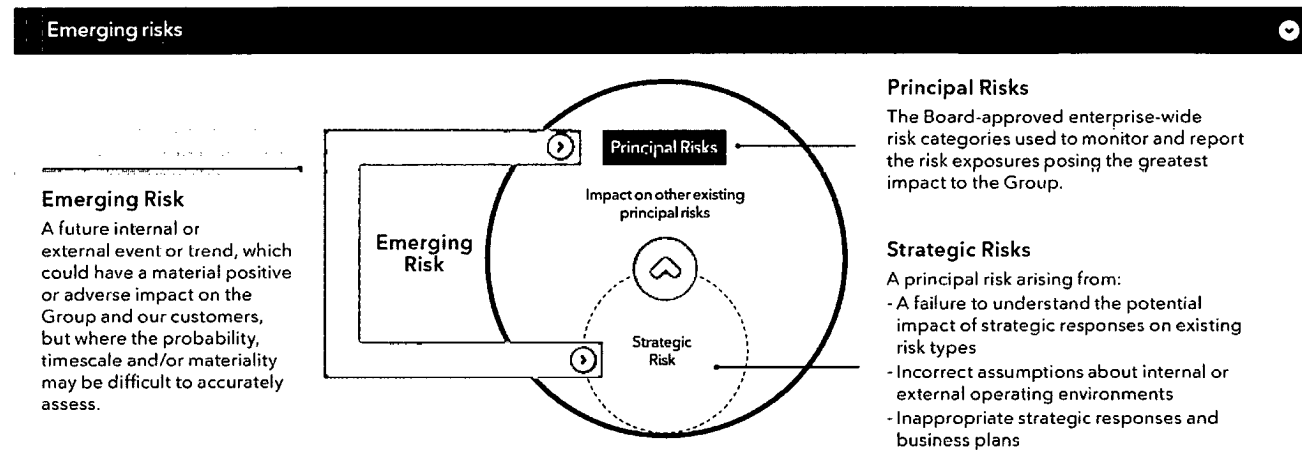 Emerging risks
Emerging Risk
A future internal or
external event or trend, which
could have a material positive
or adverse impact on the
Group and our customers,
but where the probability,
timescale and/or materiality
may be difficult to accurately
assess.
Emerging
Risk
Principal Risks
Impact on other existing
principal risks
Strategic
Risk
Principal Risks
The Board-approved enterprise-wide
risk categories used to monitor and report
the risk exposures posing the greatest
impact to the Group.
Strategic Risks
A principal risk arising from:
- A failure to understand the potential
impact of strategic responses on existing
risk types
- Incorrect assumptions about internal or
external operating environments
- Inappropriate strategic responses and
business plans